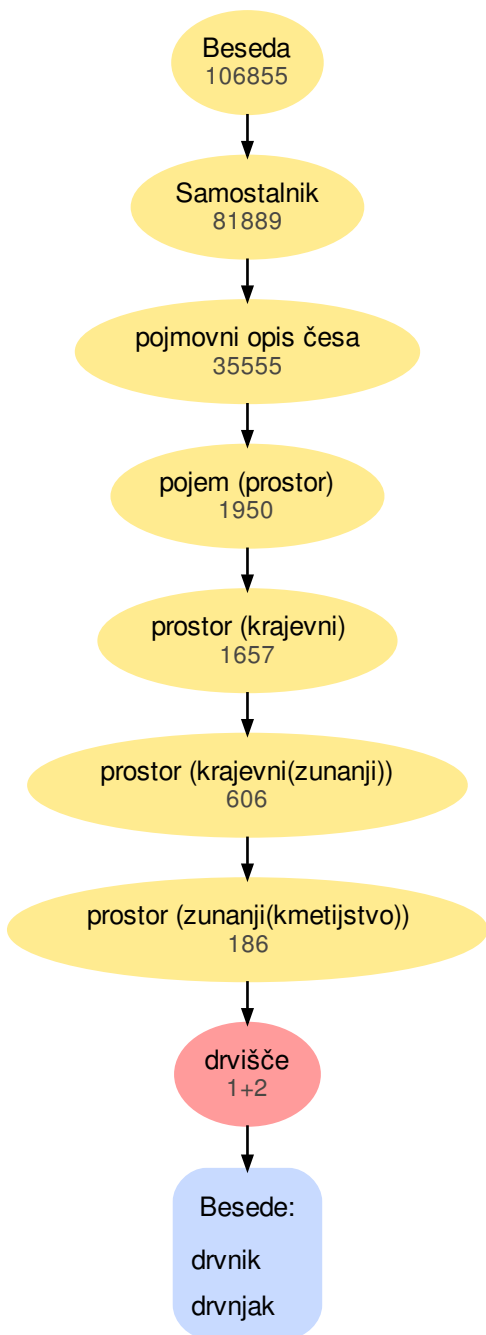 Beseda
106855
Samostalnik
81889
pojmovni opis česa
35555
pojem (prostor)
1950
prostor (krajevni)
1657
prostor (krajevni(zunanji))
606
prostor (zunanji(kmetijstvo))
186
drvišče
1+2
Besede:
drvnik
drvnjak